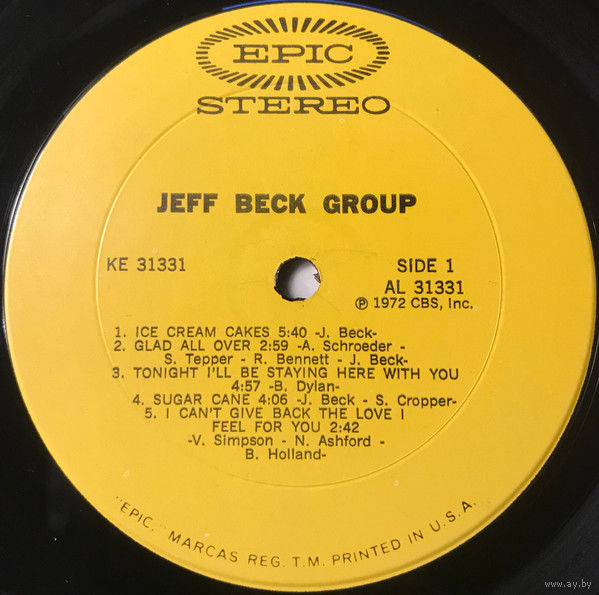 EPIC
STEREO
JEFF BECK GROUP
KE 31331
SIDE 1
AL 31331
℗ 1972 CBS, Inc.
1. ICE CREAM CAKES 5:40 -J. Beck-
2. GLAD ALL OVER 2:59 -A. Schroeder -
S. Tepper - R. Bennett - J. Beck-
3. TONIGHT I'LL BE STAYING HERE WITH YOU
4:57 -B. Dylan-
4. SUGAR CANE 4:06 -J. Beck - S. Cropper-
5. I CAN'T GIVE BACK THE LOVE I
FEEL FOR YOU 2:42
-V. Simpson - N. Ashford -
B. Holland-
"EPIC," MARCAS REG. T.M. PRINTED IN U.S.A.
www.ay.by